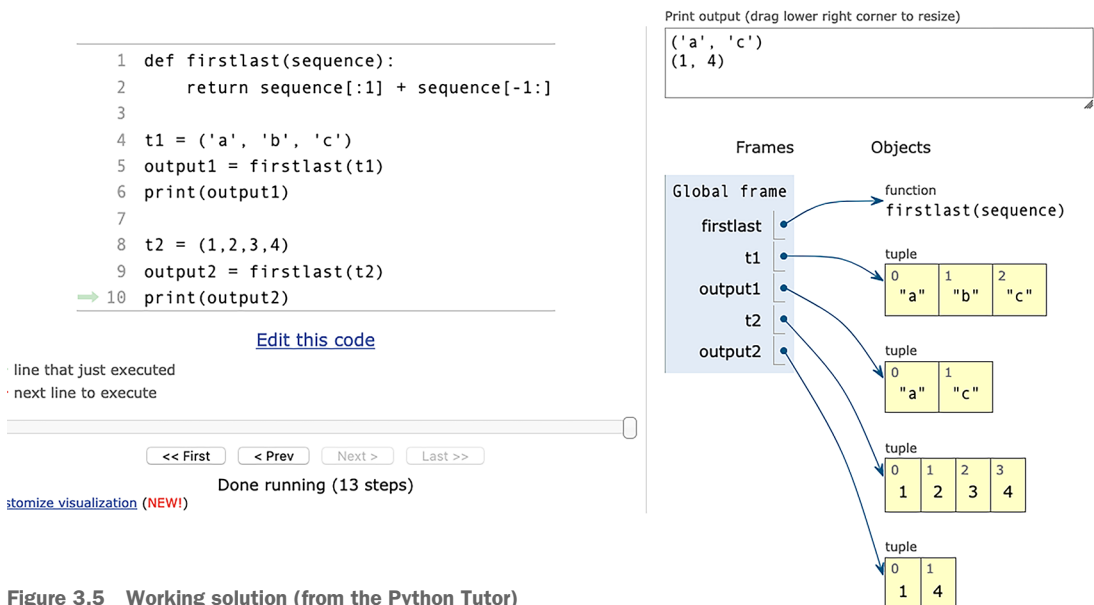 1 def firstlast(sequence):
2 return sequence[:1] + sequence[-1:]
3
4 t1 = ('a', 'b', 'c')
5 output1 = firstlast(t1)
6 print(output1)
7
8 t2 = (1,2,3,4)
9 output2 = firstlast(t2)
10 print(output2)
Edit this code
line that just executed
next line to execute
<< First < Prev Next > Last >>
Done running (13 steps)
stomize visualization (NEW!)
Print output (drag lower right corner to resize)
('a', 'c')
(1, 4)
Frames Objects
Global frame
firstlast
t1
output1
t2
output2
function
firstlast(sequence)
tuple
0 1 2
"a" "b" "c"
tuple
0 1
"a" "c"
tuple
0 1 2 3
1 2 3 4
tuple
0 1
1 4
Figure 3.5 Working solution (from the Python Tutor)